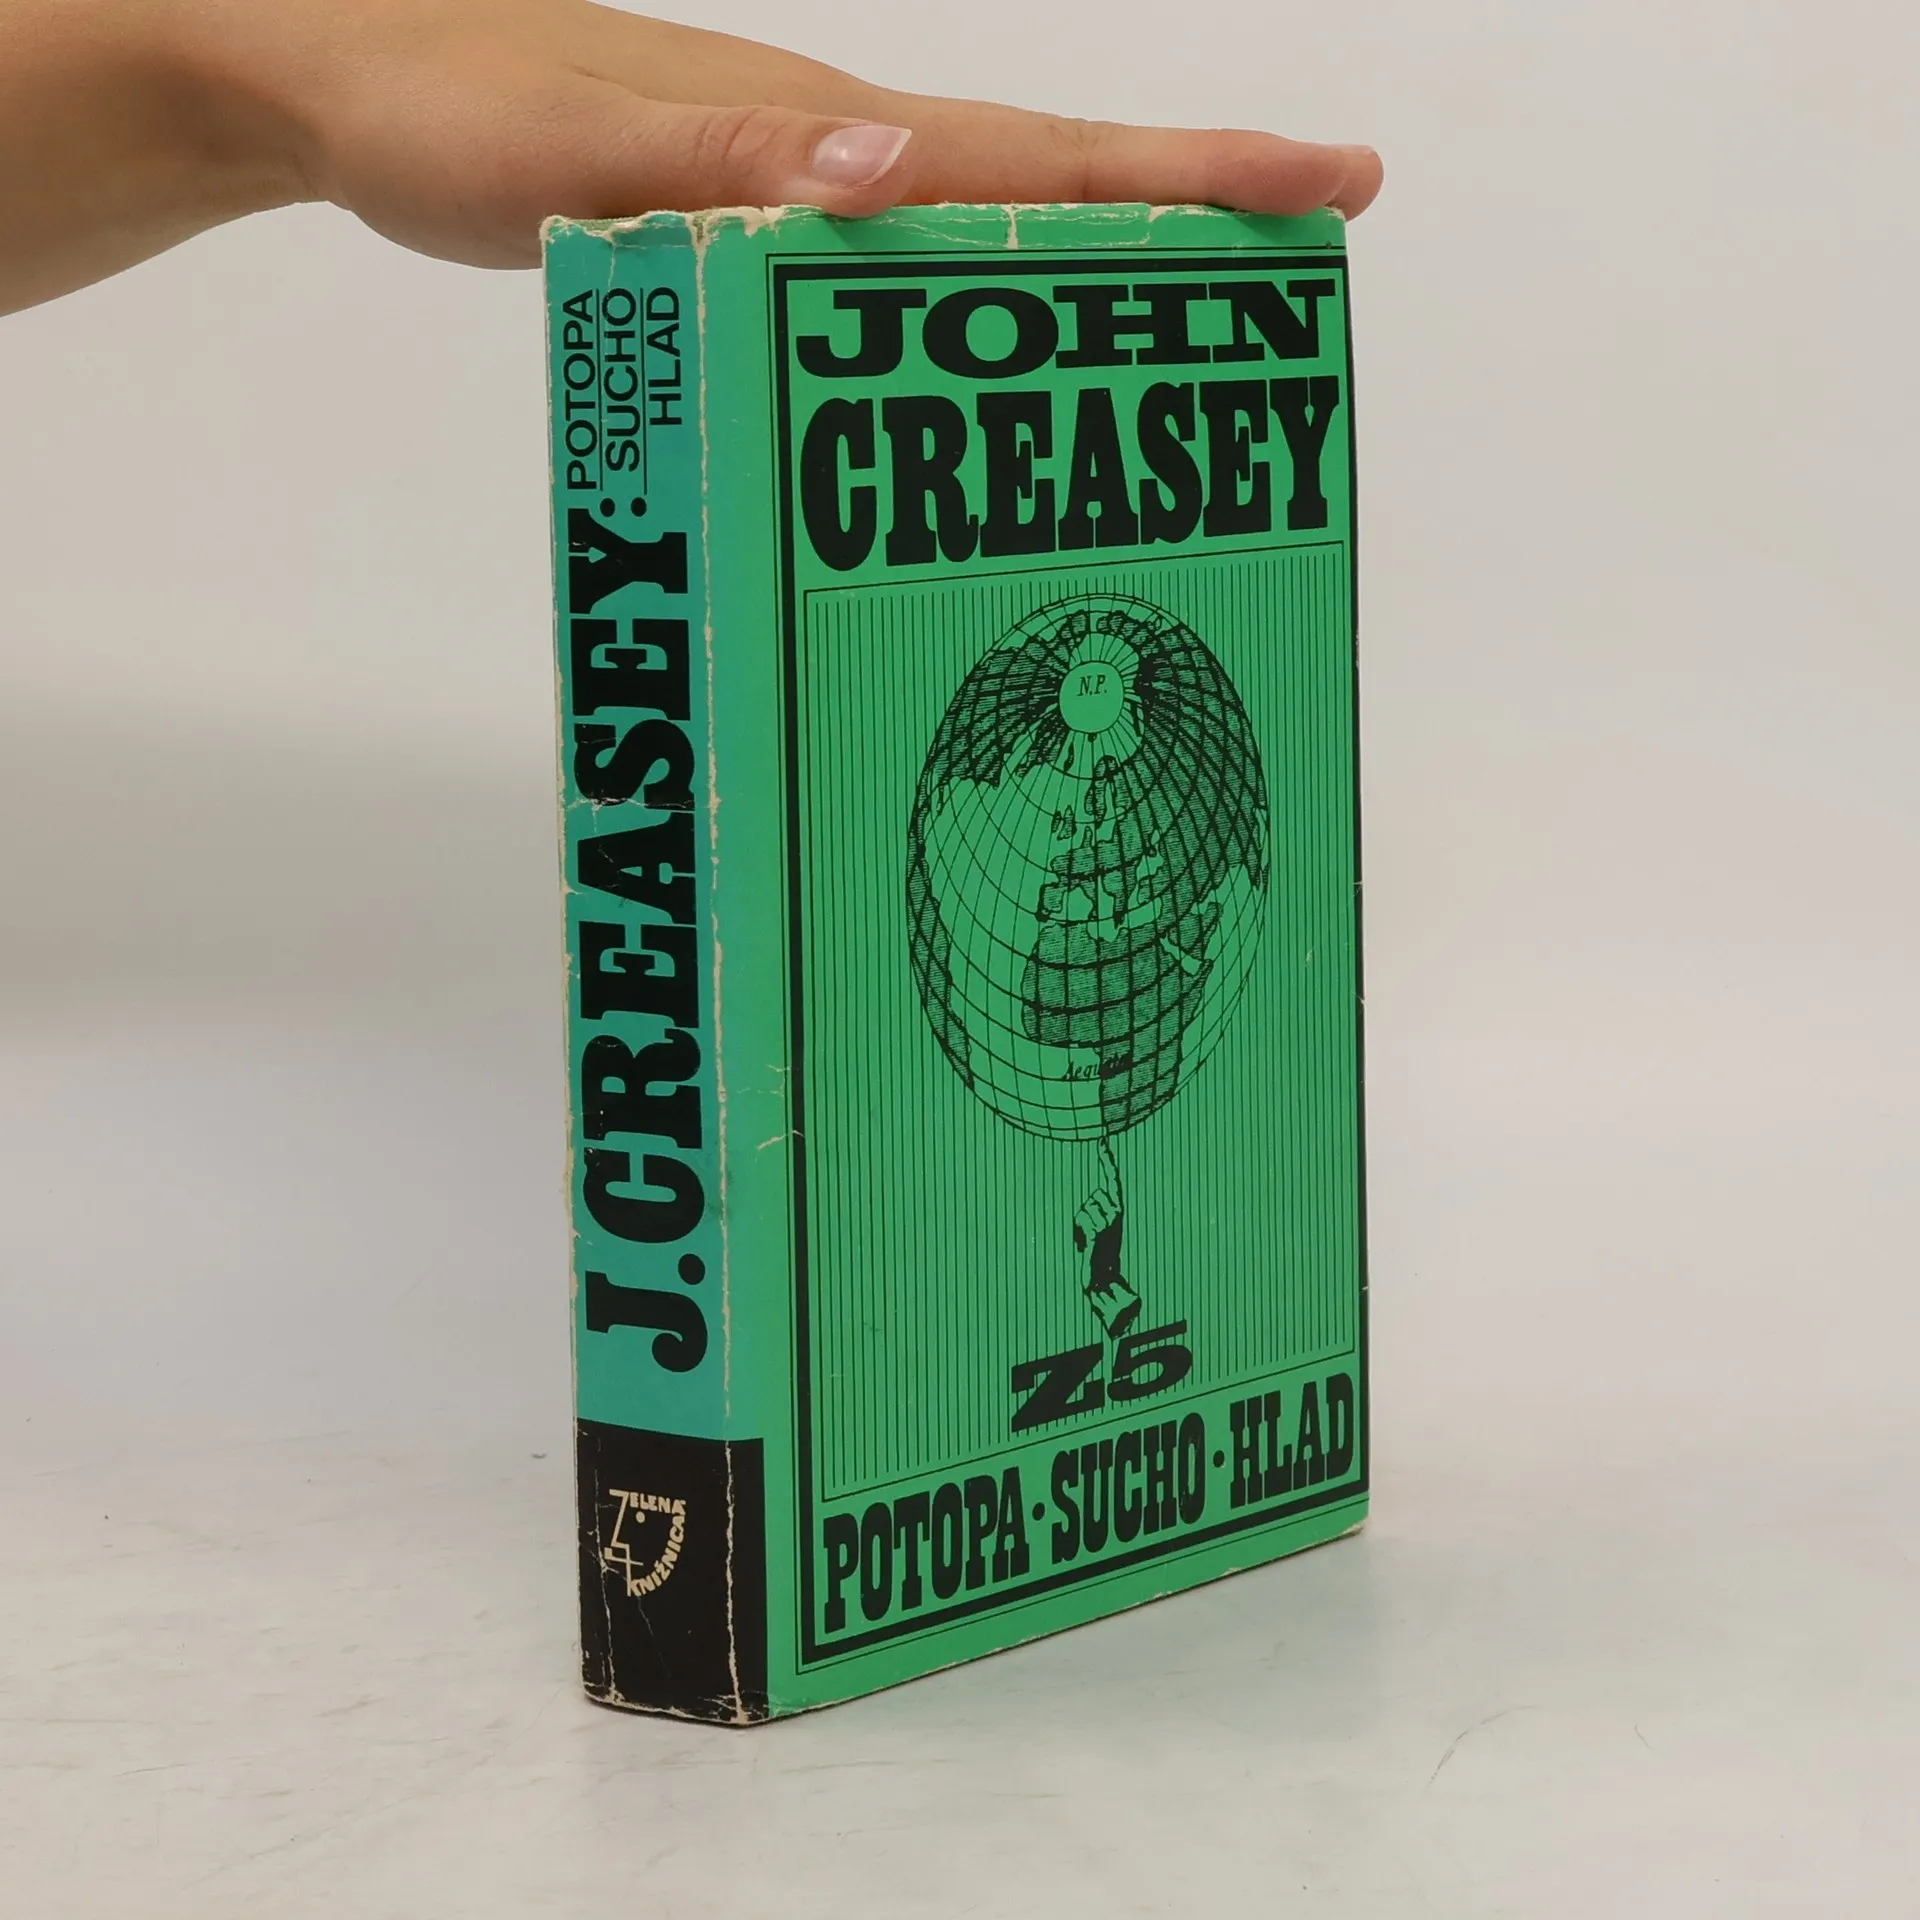 POTOPA
SUCHO
HLAD
J. CREASEY:
ZELENÁ
KNIŽNICA
JOHN
CREASEY
N.P.
Z5
POTOPA · SUCHO · HLAD